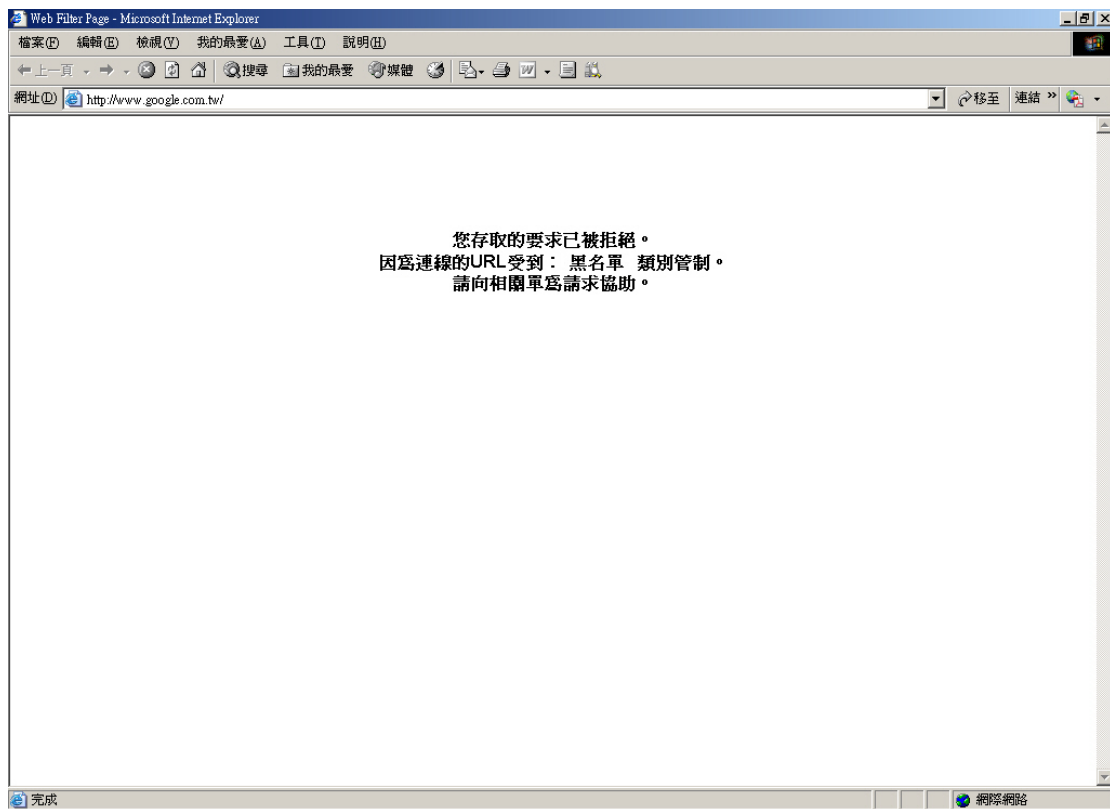 Web Filter Page - Microsoft Internet Explorer
檔案(F) 編輯(E) 檢視(V) 我的最愛(A) 工具(T) 說明(H)
上一頁 搜尋 我的最愛 媒體
網址(D) http://www.google.com.tw/ 移至 連結 »
您存取的要求已被拒絕。
因為連線的URL受到： 黑名單 類別管制。
請向相關單為請求協助。
完成 網際網路